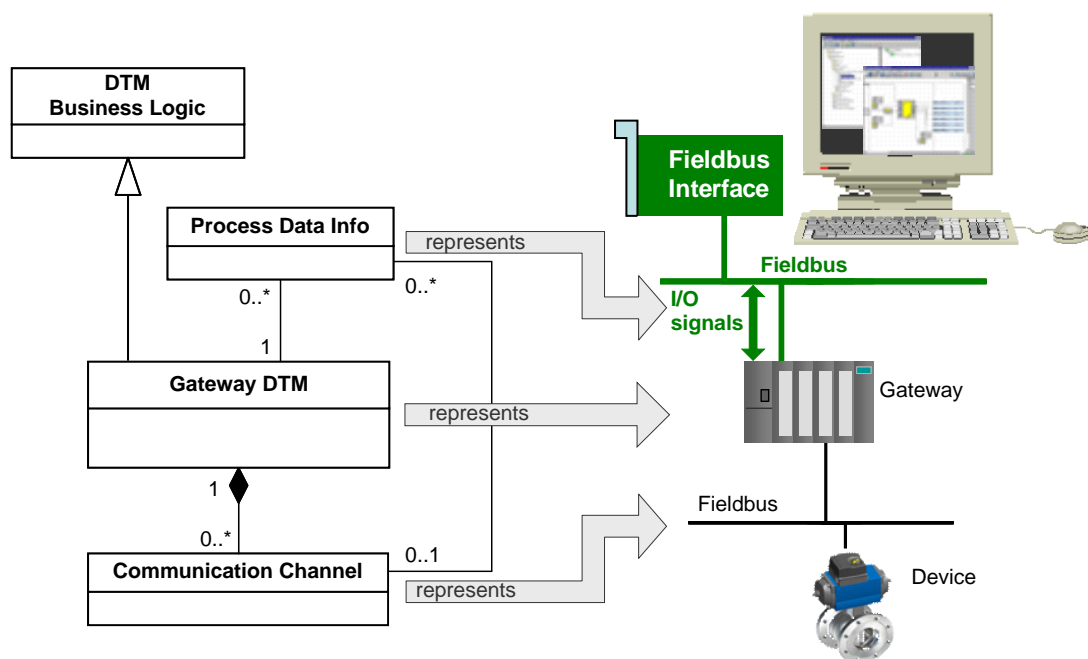 DTM
Business Logic
Process Data Info
0..*
1
0..*
Gateway DTM
1
0..*
Communication Channel
0..1
represents
represents
represents
Fieldbus
Interface
Fieldbus
I/O
signals
Gateway
Fieldbus
Device